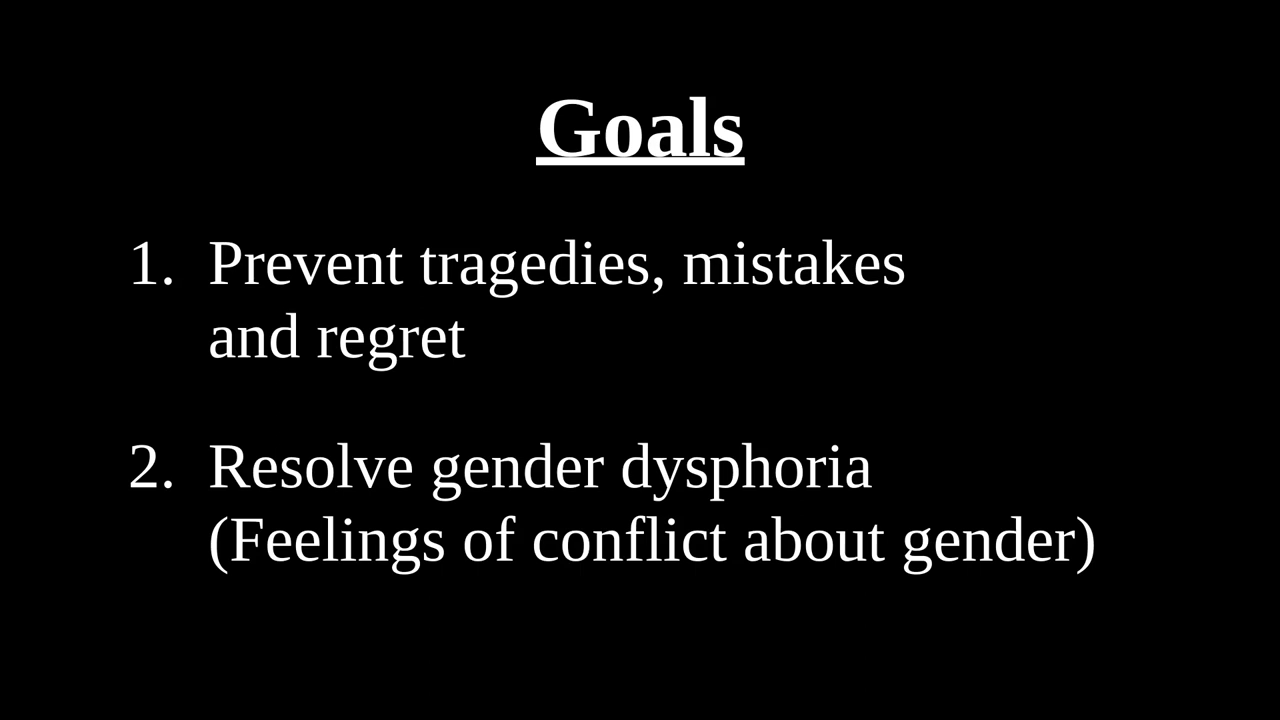 Goals
1. Prevent tragedies, mistakes
and regret
2. Resolve gender dysphoria
(Feelings of conflict about gender)